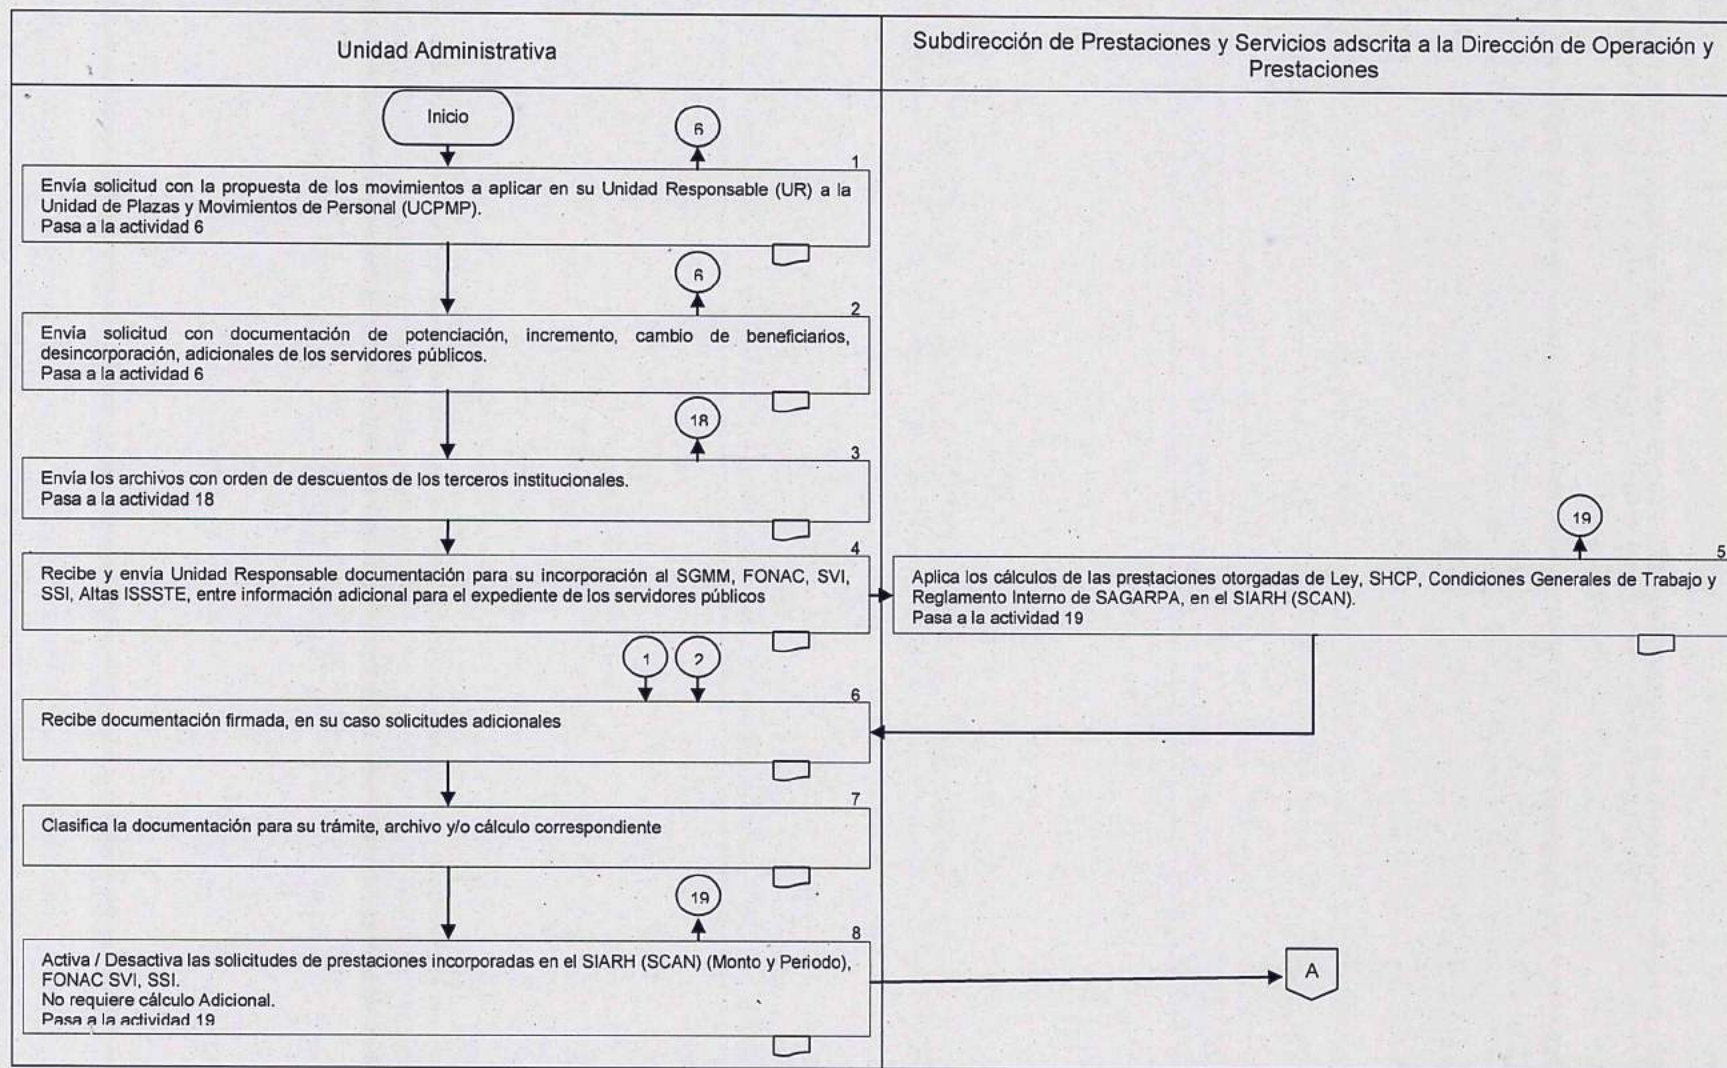 Unidad Administrativa
Subdirección de Prestaciones y Servicios adscrita a la Dirección de Operación y
Prestaciones
Inicio
6
1
Envía solicitud con la propuesta de los movimientos a aplicar en su Unidad Responsable (UR) a la
Unidad de Plazas y Movimientos de Personal (UCPMP).
Pasa a la actividad 6
6
2
Envía solicitud con documentación de potenciación, incremento, cambio de beneficiarios,
desincorporación, adicionales de los servidores públicos.
Pasa a la actividad 6
18
3
Envía los archivos con orden de descuentos de los terceros institucionales.
Pasa a la actividad 18
4
Recibe y envía Unidad Responsable documentación para su incorporación al SGMM, FONAC, SVI,
SSI, Altas ISSSTE, entre información adicional para el expediente de los servidores públicos
19
5
Aplica los cálculos de las prestaciones otorgadas de Ley, SHCP, Condiciones Generales de Trabajo y
Reglamento Interno de SAGARPA, en el SIARH (SCAN).
Pasa a la actividad 19
1 2
6
Recibe documentación firmada, en su caso solicitudes adicionales
7
Clasifica la documentación para su trámite, archivo y/o cálculo correspondiente
19
8
Activa / Desactiva las solicitudes de prestaciones incorporadas en el SIARH (SCAN) (Monto y Periodo),
FONAC SVI, SSI.
No requiere cálculo Adicional.
Pasa a la actividad 19
A